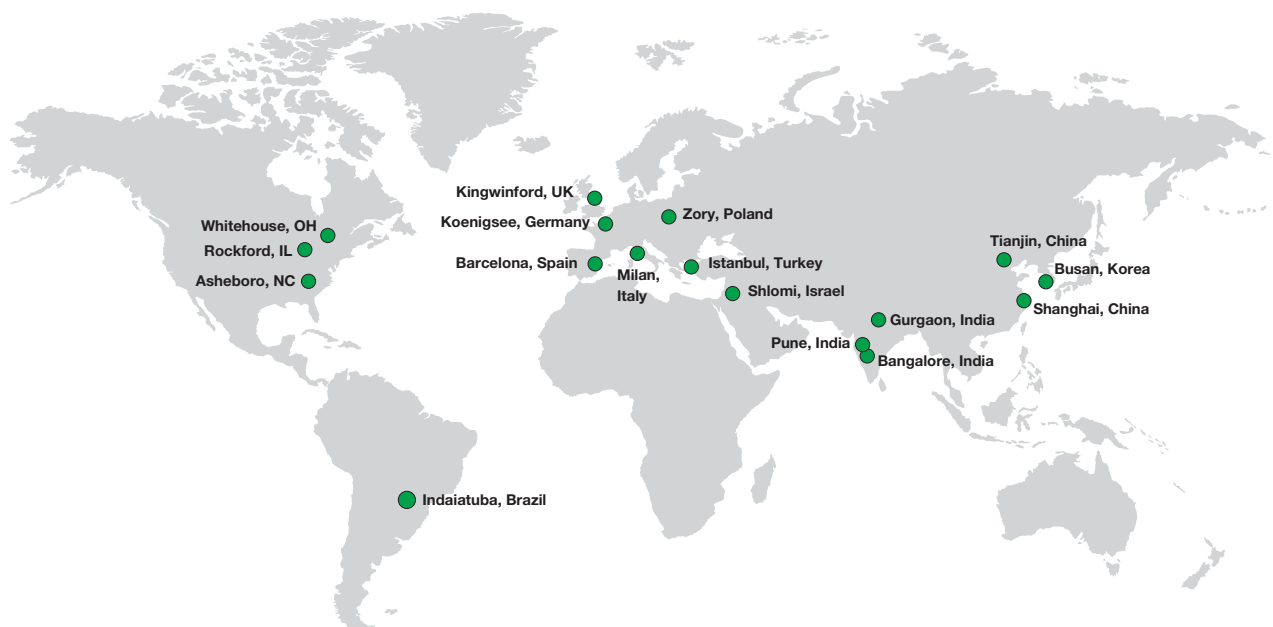 Kingwinford, UK
Koenigsee, Germany
Zory, Poland
Whitehouse, OH
Rockford, IL
Asheboro, NC
Barcelona, Spain
Milan,
Italy
Istanbul, Turkey
Shlomi, Israel
Tianjin, China
Busan, Korea
Shanghai, China
Gurgaon, India
Pune, India
Bangalore, India
Indaiatuba, Brazil